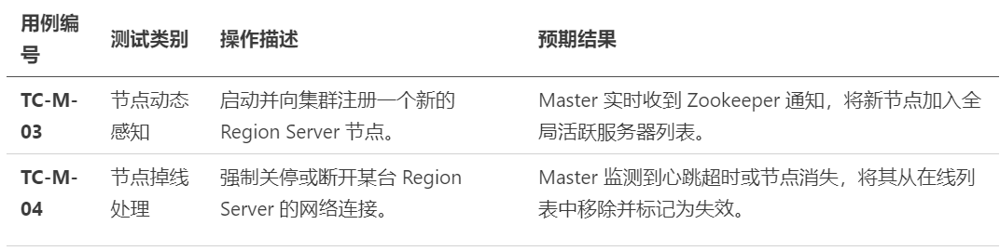 用例编号 测试类别 操作描述 预期结果
TC-M-03 节点动态感知 启动并向集群注册一个新的 Region Server 节点。 Master 实时收到 Zookeeper 通知，将新节点加入全局活跃服务器列表。
TC-M-04 节点掉线处理 强制关停或断开某台 Region Server 的网络连接。 Master 监测到心跳超时或节点消失，将其从在线列表中移除并标记为失效。